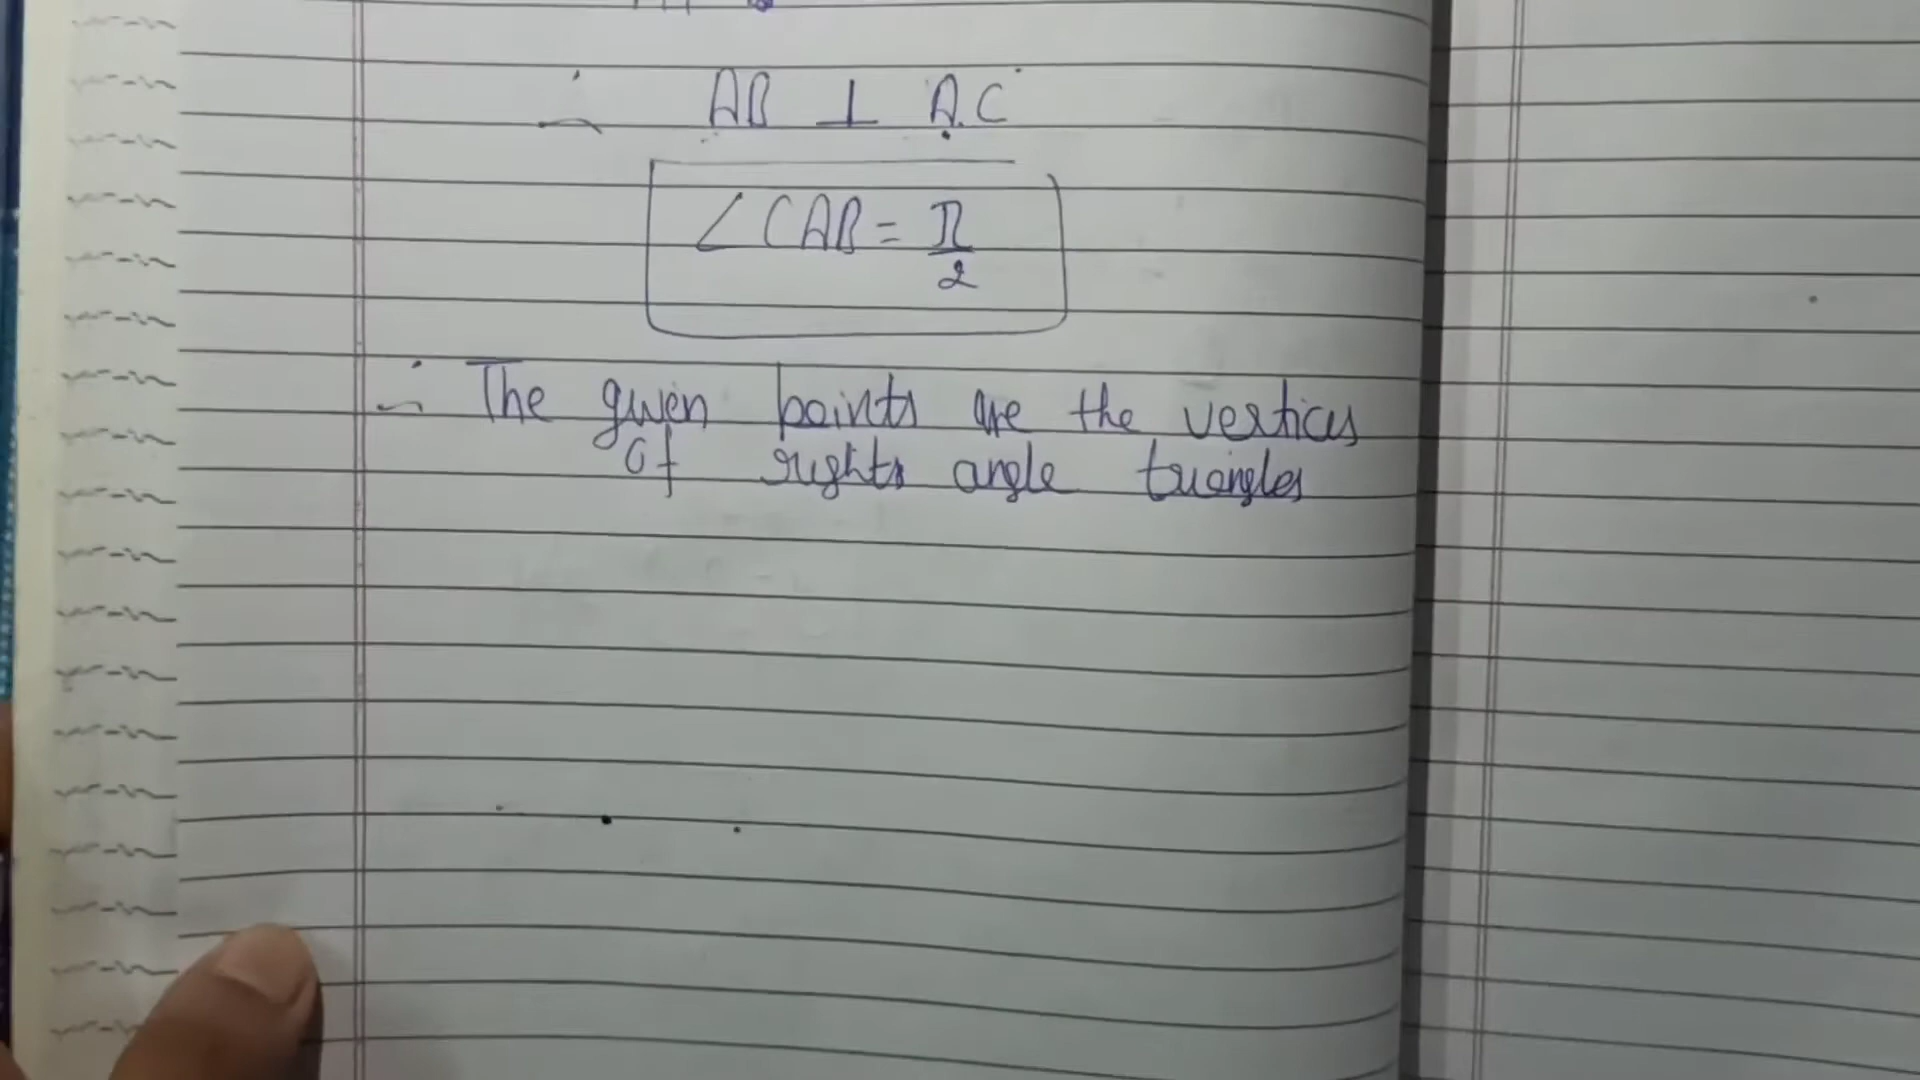 ∴ AB ⊥ AC
∠CAB = π/2
∴ The given points are the vertices
of rights angle triangles